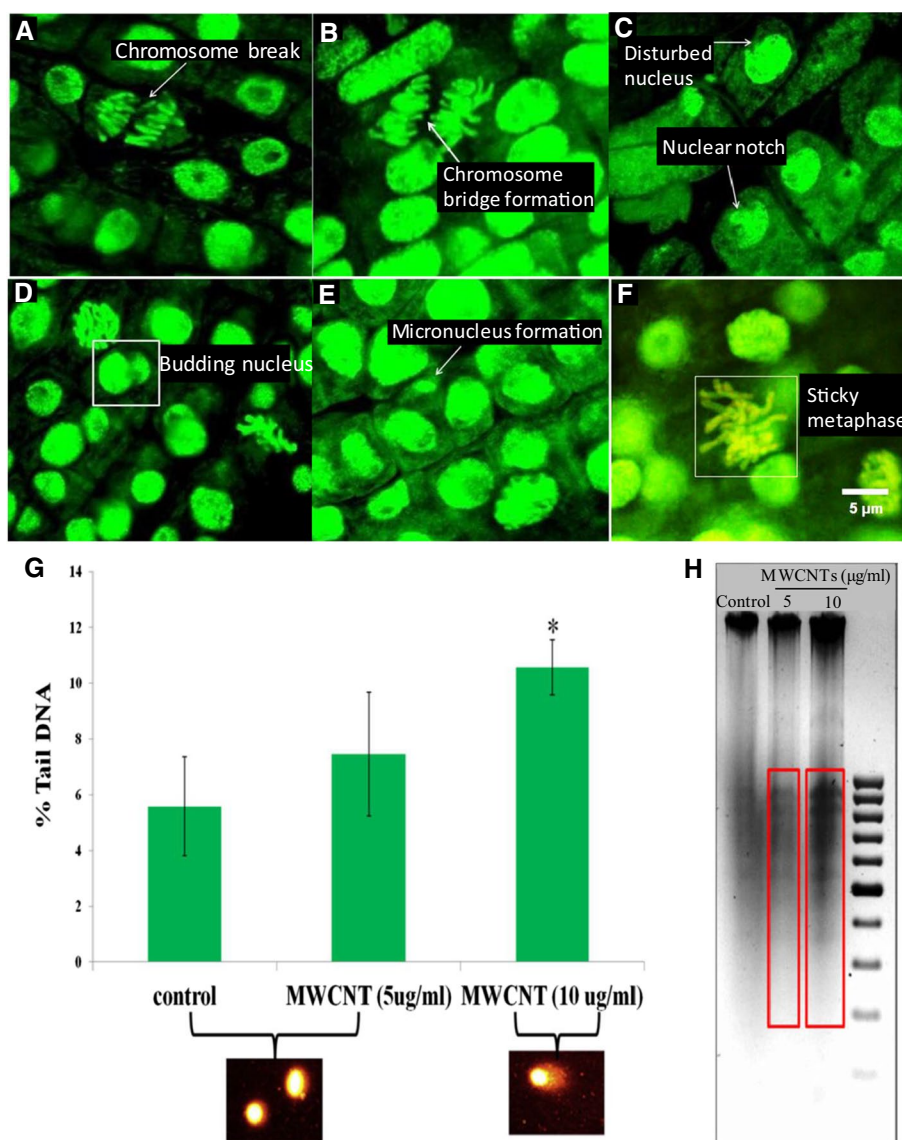 A
Chromosome break
B
Chromosome
bridge formation
C
Disturbed
nucleus
Nuclear notch
D
Budding nucleus
E
Micronucleus formation
F
Sticky
metaphase
5 µm
G
14
12
10
8
6
4
2
0
% Tail DNA
*
control
MWCNT (5ug/ml)
MWCNT (10 ug/ml)
H
MWCNTs (µg/ml)
Control 5 10